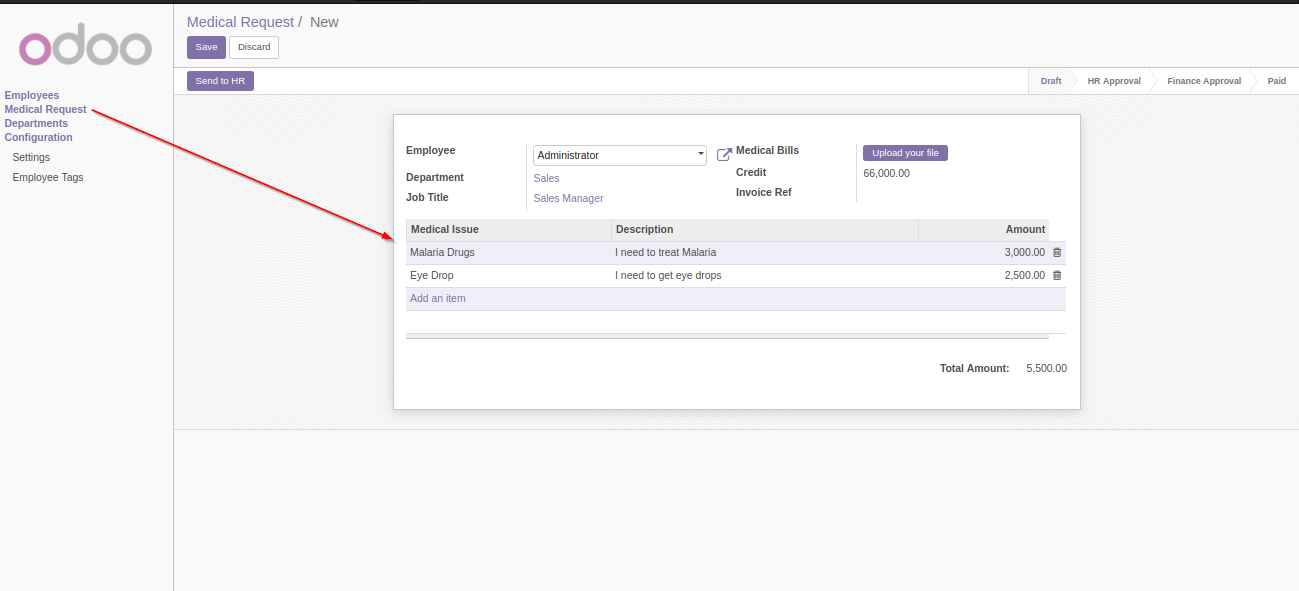 odoo
Employees
Medical Request
Departments
Configuration
Settings
Employee Tags
Medical Request / New
Save Discard
Send to HR
Draft HR Approval Finance Approval Paid
Employee Administrator
Department Sales
Job Title Sales Manager
Medical Bills Upload your file
Credit 66,000.00
Invoice Ref
Medical Issue Description Amount
Malaria Drugs I need to treat Malaria 3,000.00
Eye Drop I need to get eye drops 2,500.00
Add an item
Total Amount: 5,500.00